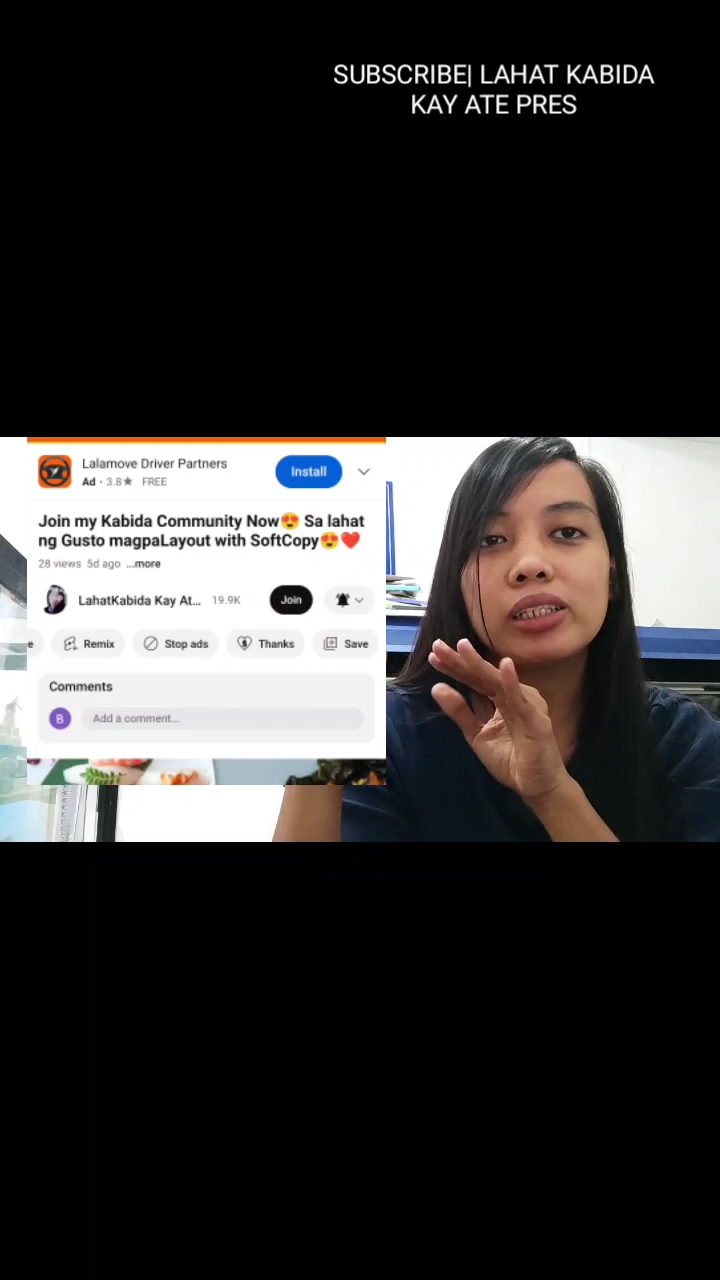 SUBSCRIBE| LAHAT KABIDA
KAY ATE PRES
Lalamove Driver Partners
Install
Ad · 3.8★ FREE
Join my Kabida Community Now😍 Sa lahat
ng Gusto magpaLayout with SoftCopy😍❤️
28 views 5d ago ...more
LahatKabida Kay At... 19.9K Join
e Remix Stop ads Thanks Save
Comments
B Add a comment...